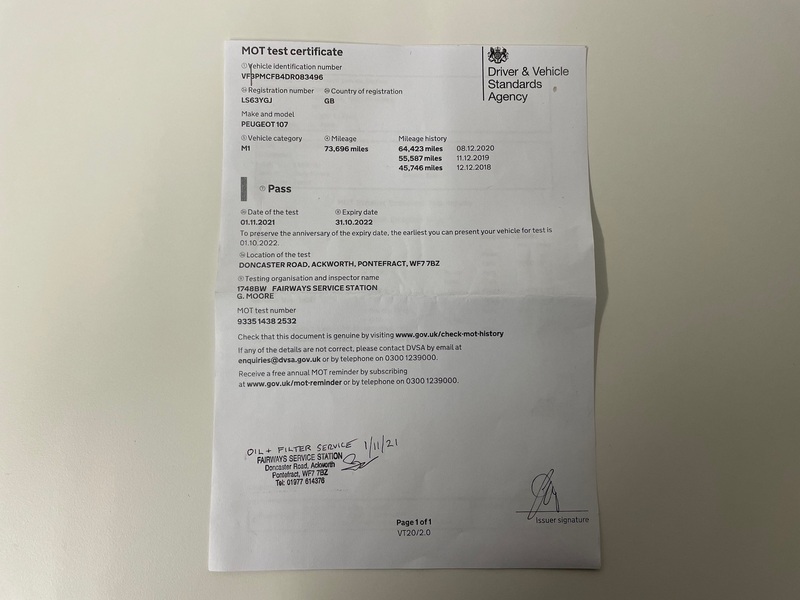 MOT test certificate
Driver & Vehicle
Standards
Agency
Vehicle identification number
VF3PMCFB4DR083496
Registration number Country of registration
LS63YGJ GB
Make and model
PEUGEOT 107
Vehicle category Mileage Mileage history
M1 73,696 miles 64,423 miles 08.12.2020
55,587 miles 11.12.2019
45,746 miles 12.12.2018
Pass
Date of the test Expiry date
01.11.2021 31.10.2022
To preserve the anniversary of the expiry date, the earliest you can present your vehicle for test is
01.10.2022.
Location of the test
DONCASTER ROAD, ACKWORTH, PONTEFRACT, WF7 7BZ
Testing organisation and inspector name
1748BW FAIRWAYS SERVICE STATION
G. MOORE
MOT test number
9335 1438 2532
Check that this document is genuine by visiting www.gov.uk/check-mot-history
If any of the details are not correct, please contact DVSA by email at
enquiries@dvsa.gov.uk or by telephone on 0300 1239000.
Receive a free annual MOT reminder by subscribing
at www.gov.uk/mot-reminder or by telephone on 0300 1239000.
OIL + FILTER SERVICE 1/11/21
FAIRWAYS SERVICE STATION
Doncaster Road, Ackworth
Pontefract, WF7 7BZ
Tel: 01977 614376
Issuer signature
Page 1 of 1
VT20/2.0